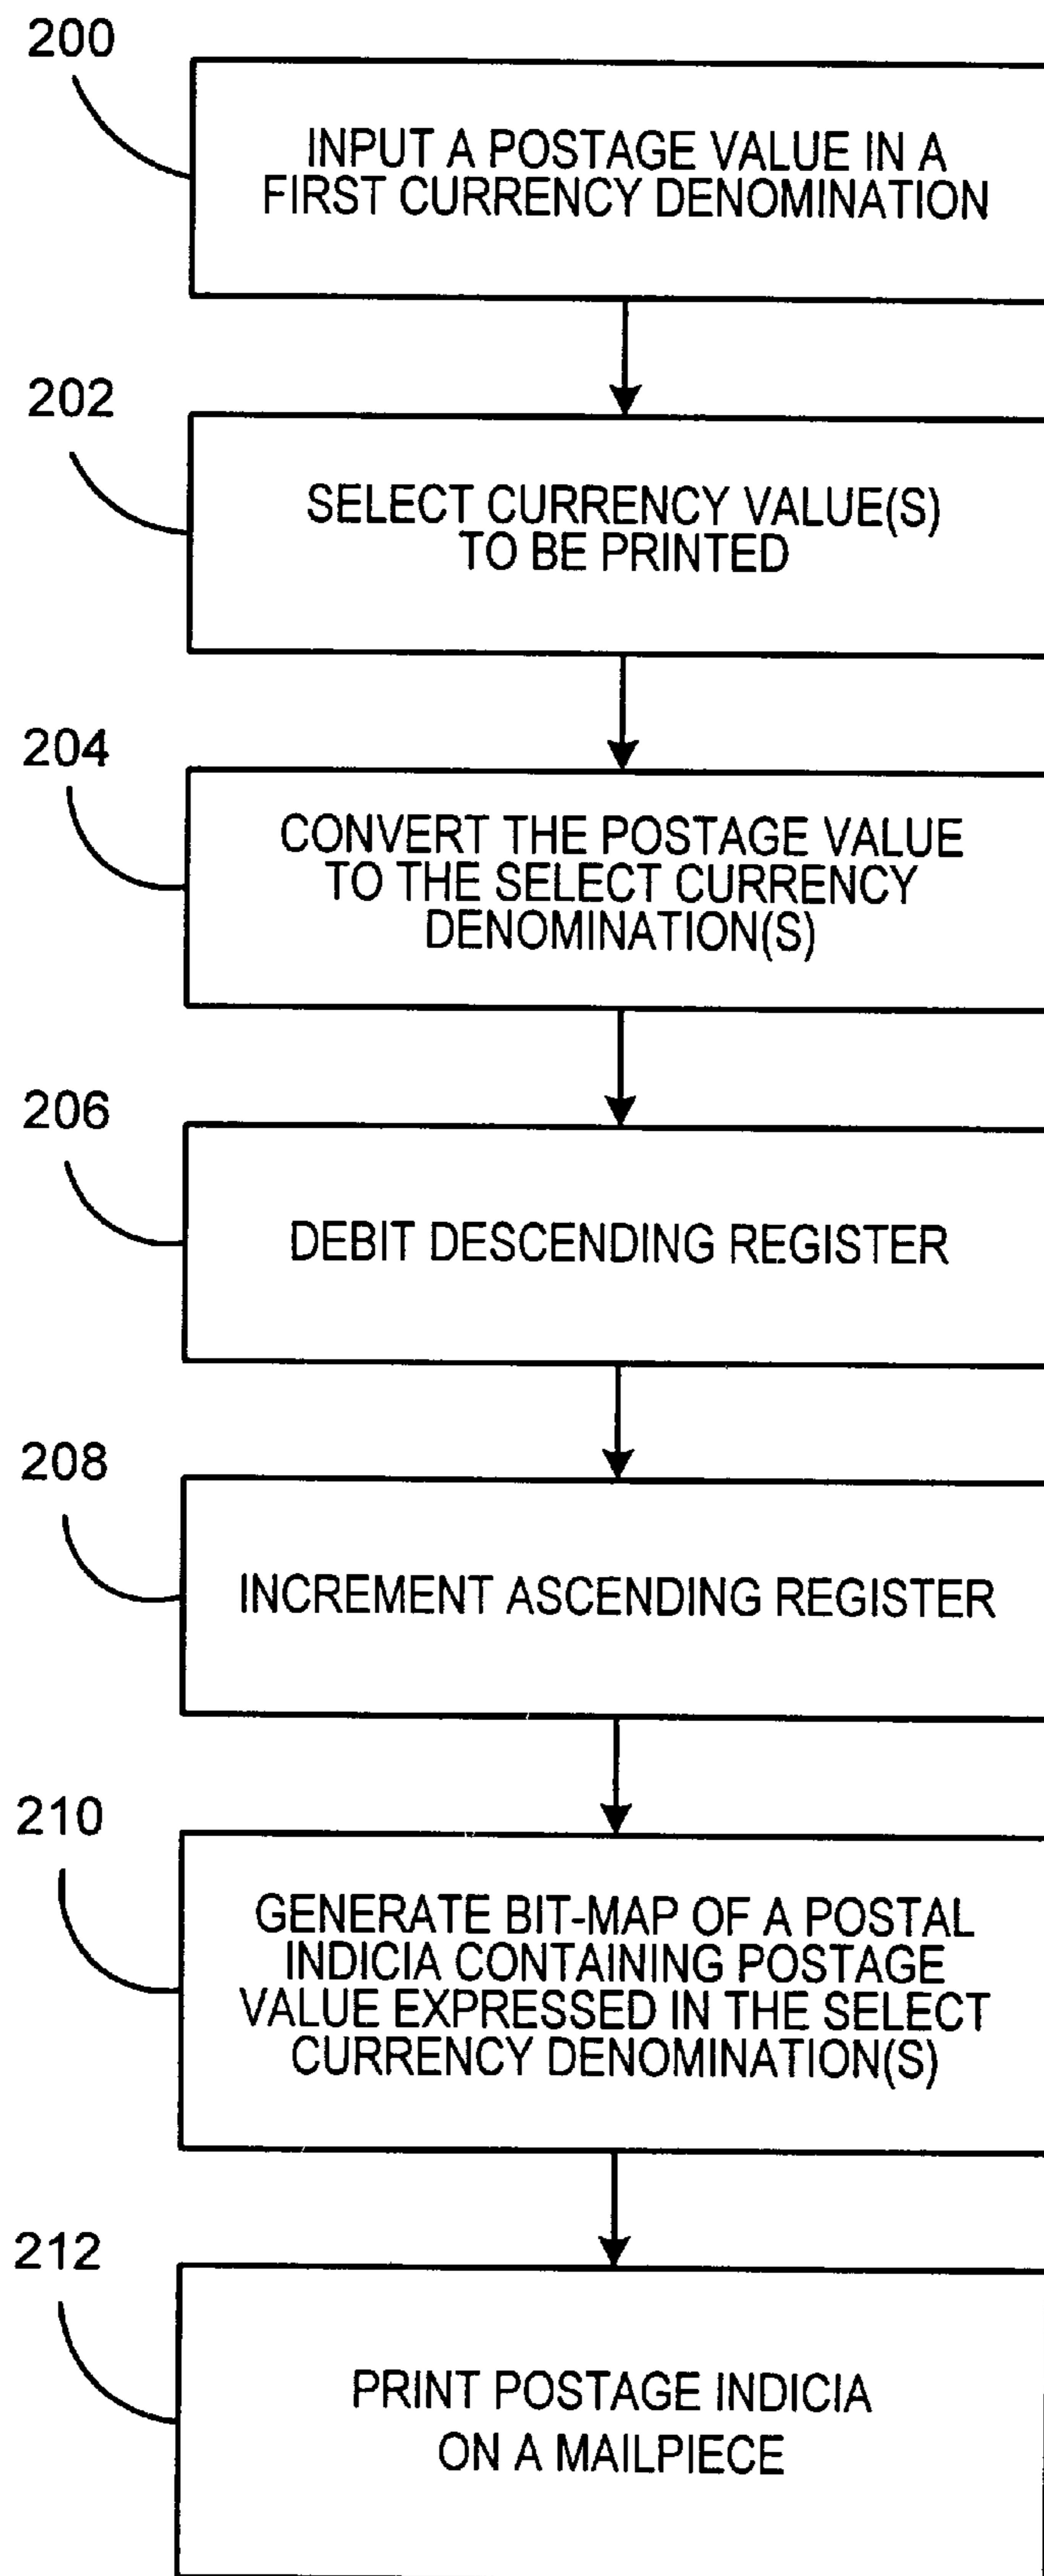 200
INPUT A POSTAGE VALUE IN A
FIRST CURRENCY DENOMINATION
202
SELECT CURRENCY VALUE(S)
TO BE PRINTED
204
CONVERT THE POSTAGE VALUE
TO THE SELECT CURRENCY
DENOMINATION(S)
206
DEBIT DESCENDING REGISTER
208
INCREMENT ASCENDING REGISTER
210
GENERATE BIT-MAP OF A POSTAL
INDICIA CONTAINING POSTAGE
VALUE EXPRESSED IN THE SELECT
CURRENCY DENOMINATION(S)
212
PRINT POSTAGE INDICIA
ON A MAILPIECE